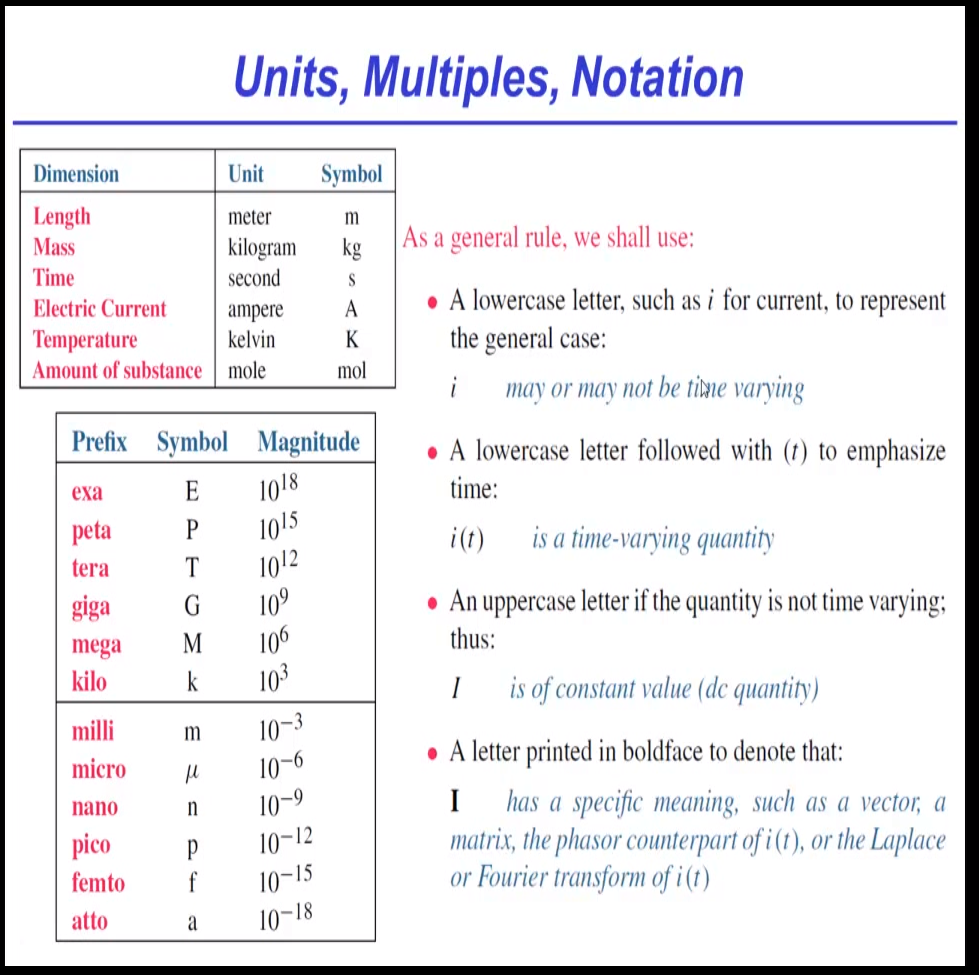 Units, Multiples, Notation
Dimension Unit Symbol
Length meter m
Mass kilogram kg
Time second s
Electric Current ampere A
Temperature kelvin K
Amount of substance mole mol
Prefix Symbol Magnitude
exa E 10^18
peta P 10^15
tera T 10^12
giga G 10^9
mega M 10^6
kilo k 10^3
milli m 10^−3
micro μ 10^−6
nano n 10^−9
pico p 10^−12
femto f 10^−15
atto a 10^−18
As a general rule, we shall use:
• A lowercase letter, such as i for current, to represent
the general case:
i may or may not be time varying
• A lowercase letter followed with (t) to emphasize
time:
i(t) is a time-varying quantity
• An uppercase letter if the quantity is not time varying;
thus:
I is of constant value (dc quantity)
• A letter printed in boldface to denote that:
I has a specific meaning, such as a vector, a
matrix, the phasor counterpart of i(t), or the Laplace
or Fourier transform of i(t)